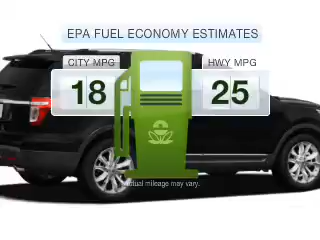 EPA FUEL ECONOMY ESTIMATES
CITY MPG HWY MPG
18 25
Actual mileage may vary.